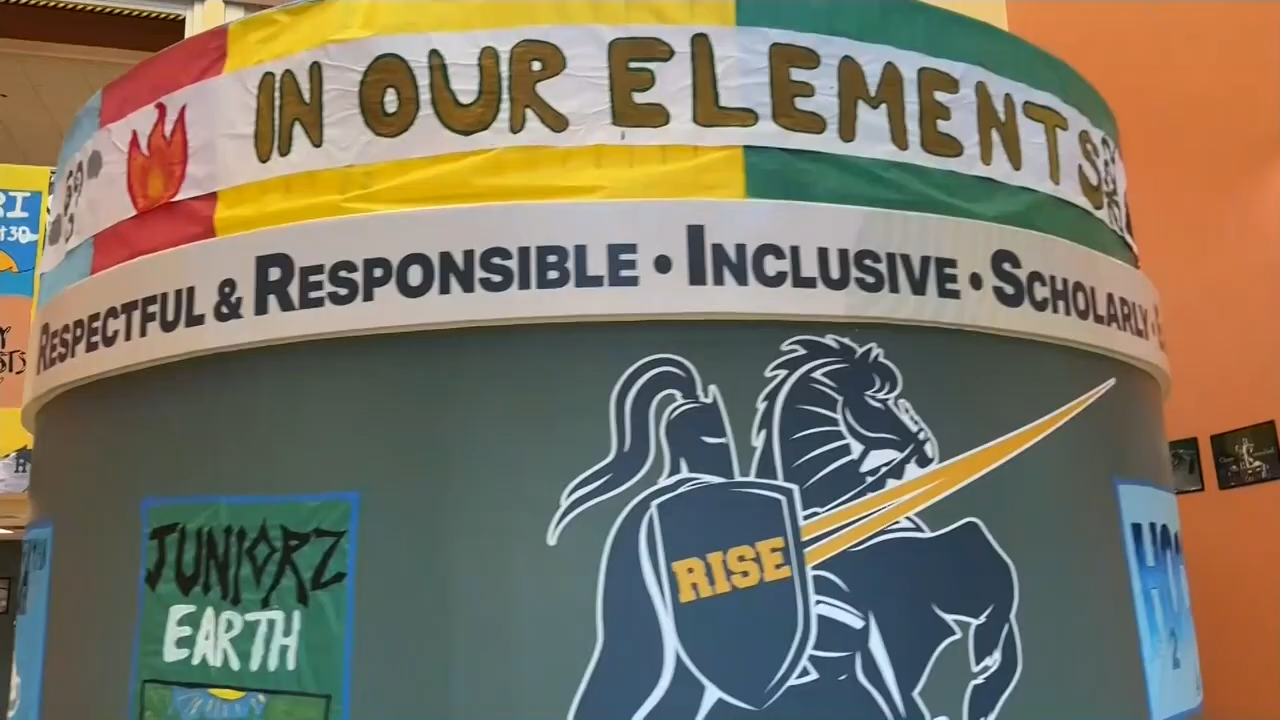 IN OUR ELEMENTS
RESPECTFUL & RESPONSIBLE • INCLUSIVE • SCHOLARLY •
RISE
JUNIORZ
EARTH